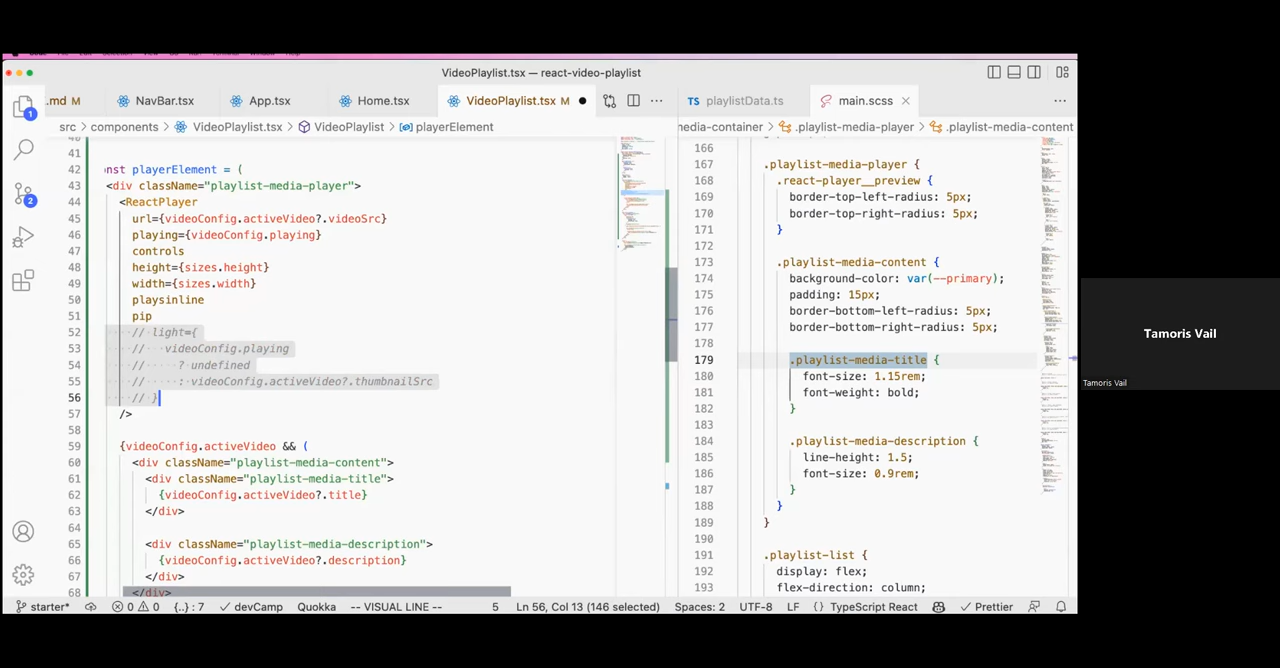 VideoPlaylist.tsx — react-video-playlist
.md M
NavBar.tsx
App.tsx
Home.tsx
VideoPlaylist.tsx M
playlistData.ts
main.scss
src > components > VideoPlaylist.tsx > VideoPlaylist > playerElement
nedia-container > .playlist-media-player > .playlist-media-content
1
2
41
42 nst playerElement = (
43 <div className="playlist-media-player">
44 <ReactPlayer
45 url={videoConfig.activeVideo?.videoSrc}
46 playing={videoConfig.playing}
47 controls
48 height={sizes.height}
49 width={sizes.width}
50 playsinline
51 pip
52 // light={
53 // videoConfig.playing
54 // ? undefined
55 // : videoConfig.activeVideo?.thumbnailSrc
56 // }
57 />
58
59 {videoConfig.activeVideo && (
60 <div className="playlist-media-content">
61 <div className="playlist-media-title">
62 {videoConfig.activeVideo?.title}
63 </div>
64
65 <div className="playlist-media-description">
66 {videoConfig.activeVideo?.description}
67 </div>
68 </div>
166
167 .playlist-media-player {
168 .react-player__preview {
169 border-top-left-radius: 5px;
170 border-top-right-radius: 5px;
171 }
172
173 .playlist-media-content {
174 background-color: var(--primary);
175 padding: 15px;
176 border-bottom-left-radius: 5px;
177 border-bottom-right-radius: 5px;
178
179 .playlist-media-title {
180 font-size: 1.15rem;
181 font-weight: bold;
182 }
183
184 .playlist-media-description {
185 line-height: 1.5;
186 font-size: 0.9rem;
187 }
188 }
189 }
190
191 .playlist-list {
192 display: flex;
193 flex-direction: column;
starter* 0 0 {..} : 7 devCamp Quokka -- VISUAL LINE -- 5 Ln 56, Col 13 (146 selected) Spaces: 2 UTF-8 LF {} TypeScript React Prettier
Tamoris Vail
Tamoris Vail